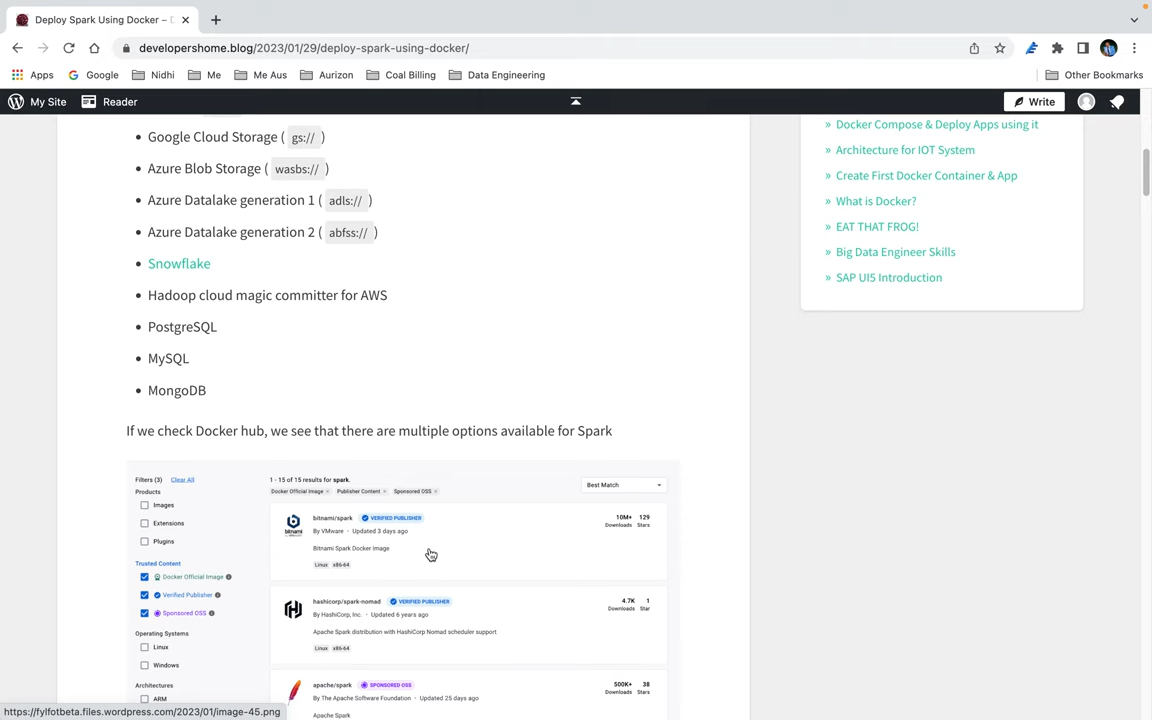 Deploy Spark Using Docker –
developershome.blog/2023/01/29/deploy-spark-using-docker/
Apps Google Nidhi Me Me Aus Aurizon Coal Billing Data Engineering Other Bookmarks
My Site Reader Write
Google Cloud Storage ( gs:// )
Azure Blob Storage ( wasbs:// )
Azure Datalake generation 1 ( adls:// )
Azure Datalake generation 2 ( abfss:// )
Snowflake
Hadoop cloud magic committer for AWS
PostgreSQL
MySQL
MongoDB
If we check Docker hub, we see that there are multiple options available for Spark
Filters (3) Clear All
Products
Images
Extensions
Plugins
Trusted Content
Docker Official Image
Verified Publisher
Sponsored OSS
Operating Systems
Linux
Windows
Architectures
ARM
1 - 15 of 15 results for spark.
Docker Official Image × Publisher Content × Sponsored OSS ×
Best Match
bitnami/spark VERIFIED PUBLISHER
By VMware • Updated 3 days ago
Bitnami Spark Docker Image
Linux x86-64
10M+ 129
Downloads Stars
bitnami
hashicorp/spark-nomad VERIFIED PUBLISHER
By HashiCorp, Inc. • Updated 6 years ago
Apache Spark distribution with HashiCorp Nomad scheduler support
Linux x86-64
4.7K 1
Downloads Star
apache/spark SPONSORED OSS
By The Apache Software Foundation • Updated 25 days ago
Apache Spark
500K+ 38
Downloads Stars
» Docker Compose & Deploy Apps using it
» Architecture for IOT System
» Create First Docker Container & App
» What is Docker?
» EAT THAT FROG!
» Big Data Engineer Skills
» SAP UI5 Introduction
https://fylfotbeta.files.wordpress.com/2023/01/image-45.png